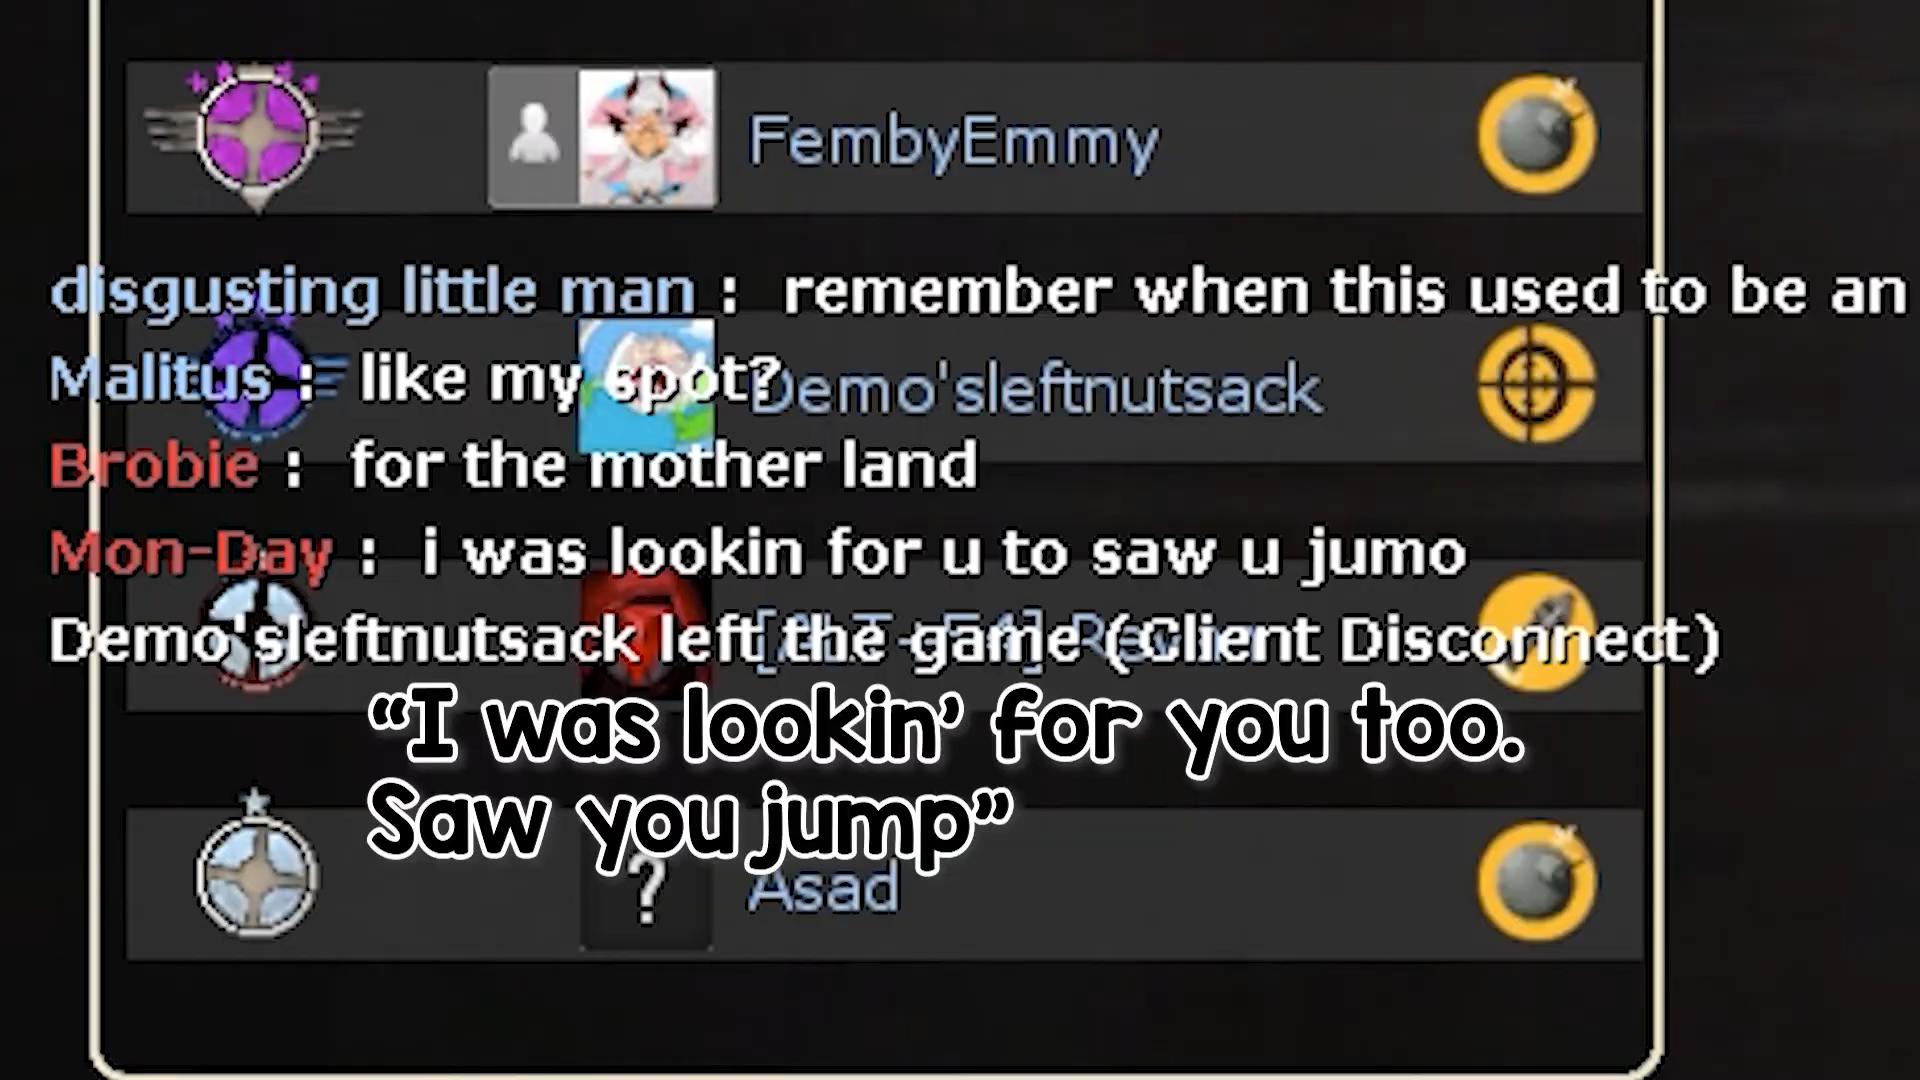 FembyEmmy
disgusting little man :  remember when this used to be an
Malitus :  like my spot?
Demo'sleftnutsack
Brobie :  for the mother land
Mon-Day :  i was lookin for u to saw u jumo
Demo'sleftnutsack left the game (Client Disconnect)
“I was lookin’ for you too.
Saw you jump”
?
Asad